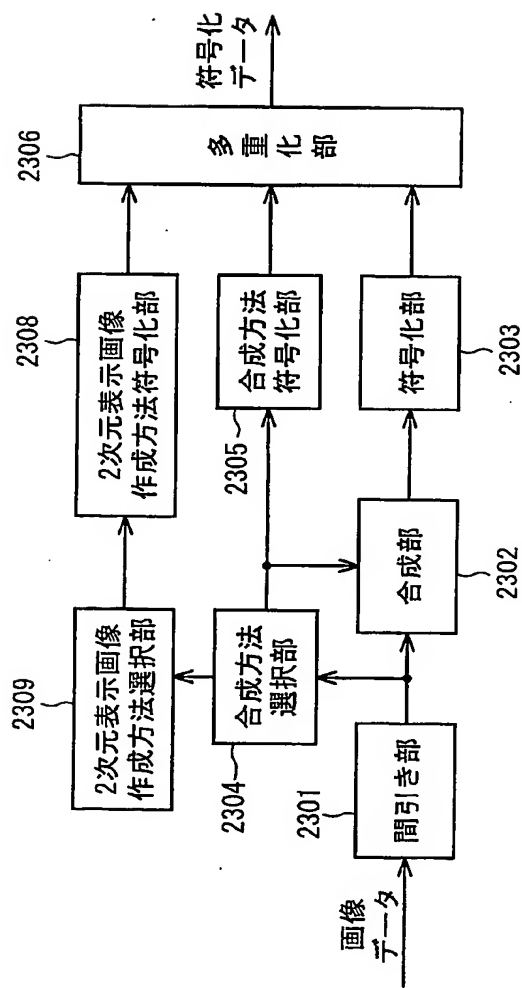 2309
2次元表示画像
作成方法選択部
2308
2次元表示画像
作成方法符号化部
2306
多重化部
符号化
データ
2304
合成方法
選択部
2305
合成方法
符号化部
画像
データ
2301
間引き部
合成部
2302
符号化部
2303